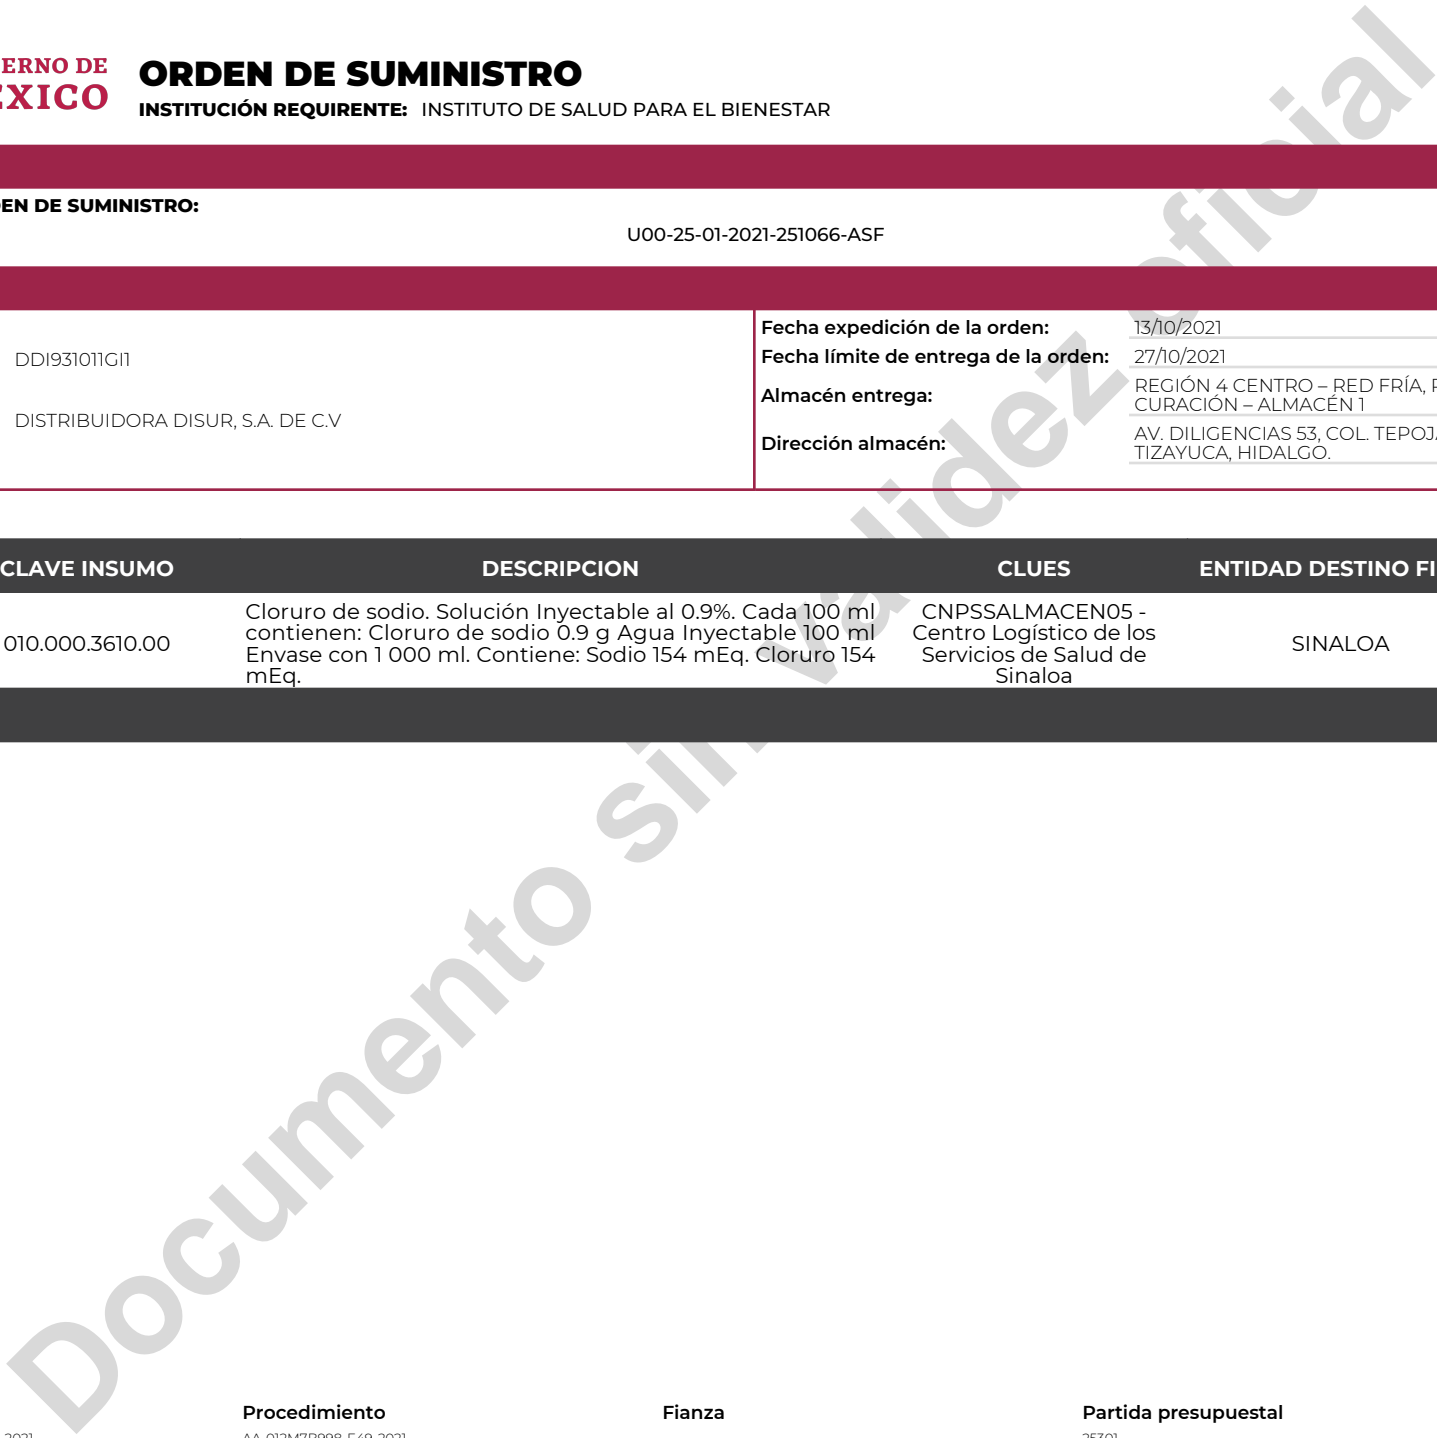 ERNO DE
ORDEN DE SUMINISTRO
INSTITUCIÓN REQUIRENTE: INSTITUTO DE SALUD PARA EL BIENESTAR
EN DE SUMINISTRO:
U00-25-01-2021-251066-ASF
DDI931011GI1
DISTRIBUIDORA DISUR, S.A. DE C.V
Fecha expedición de la orden: 13/10/2021
Fecha límite de entrega de la orden: 27/10/2021
Almacén entrega:
REGIÓN 4 CENTRO – RED FRÍA,
CURACIÓN – ALMACÉN 1
Dirección almacén:
AV. DILIGENCIAS 53, COL. TEPOJ
TIZAYUCA, HIDALGO.
CLAVE INSUMO DESCRIPCION CLUES ENTIDAD DESTINO FI
010.000.3610.00
Cloruro de sodio. Solución Inyectable al 0.9%. Cada 100 ml
contienen: Cloruro de sodio 0.9 g Agua Inyectable 100 ml
Envase con 1 000 ml. Contiene: Sodio 154 mEq. Cloruro 154
mEq.
CNPSSALMACEN05 -
Centro Logístico de los
Servicios de Salud de
Sinaloa
SINALOA
Documento sin validez oficial
Procedimiento Fianza Partida presupuestal